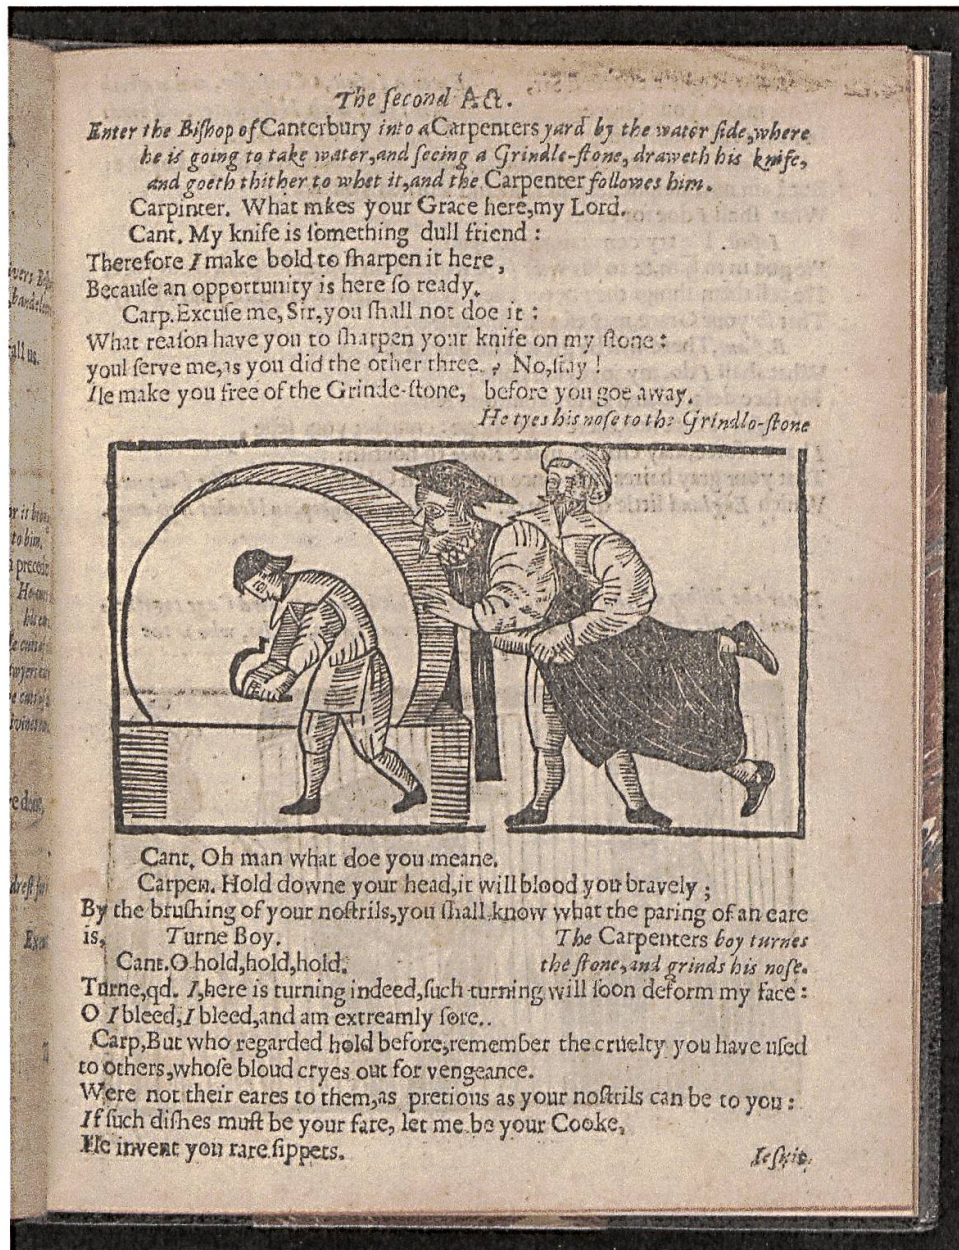 The second Act.
Enter the Biſhop of Canterbury into a Carpenters yard by the water ſide, where
he is going to take water, and ſeeing a Grindle-ſtone, draweth his knife,
and goeth thither to whet it, and the Carpenter followes him.
Carpinter. What mkes your Grace here, my Lord.
Cant. My knife is ſomething dull friend :
Therefore I make bold to ſharpen it here,
Becauſe an opportunity is here ſo ready.
Carp. Excuſe me, Sir, you ſhall not doe it :
What reaſon have you to ſharpen your knife on my ſtone :
youl ſerve me, as you did the other three. ? No, ſtay !
Ile make you free of the Grinde-ſtone, before you goe away.
He tyes his noſe to the Grindlo-ſtone
Cant. Oh man what doe you meane.
Carpen. Hold downe your head, it will blood you bravely ;
By the bruſhing of your noſtrils, you ſhall know what the paring of an eare
is, Turne Boy. The Carpenters boy turnes
Cant. O hold, hold, hold. the ſtone, and grinds his noſe.
Turne, qd. I, here is turning indeed, ſuch turning will ſoon deform my face :
O I bleed, I bleed, and am extreamly ſore..
Carp, But who regarded hold before, remember the cruelty you have uſed
to others, whoſe bloud cryes out for vengeance.
Were not their eares to them, as pretious as your noſtrils can be to you :
If ſuch diſhes muſt be your fare, let me be your Cooke,
Ile invent you rare ſippets.
Ieſkit.
all us.
to him,